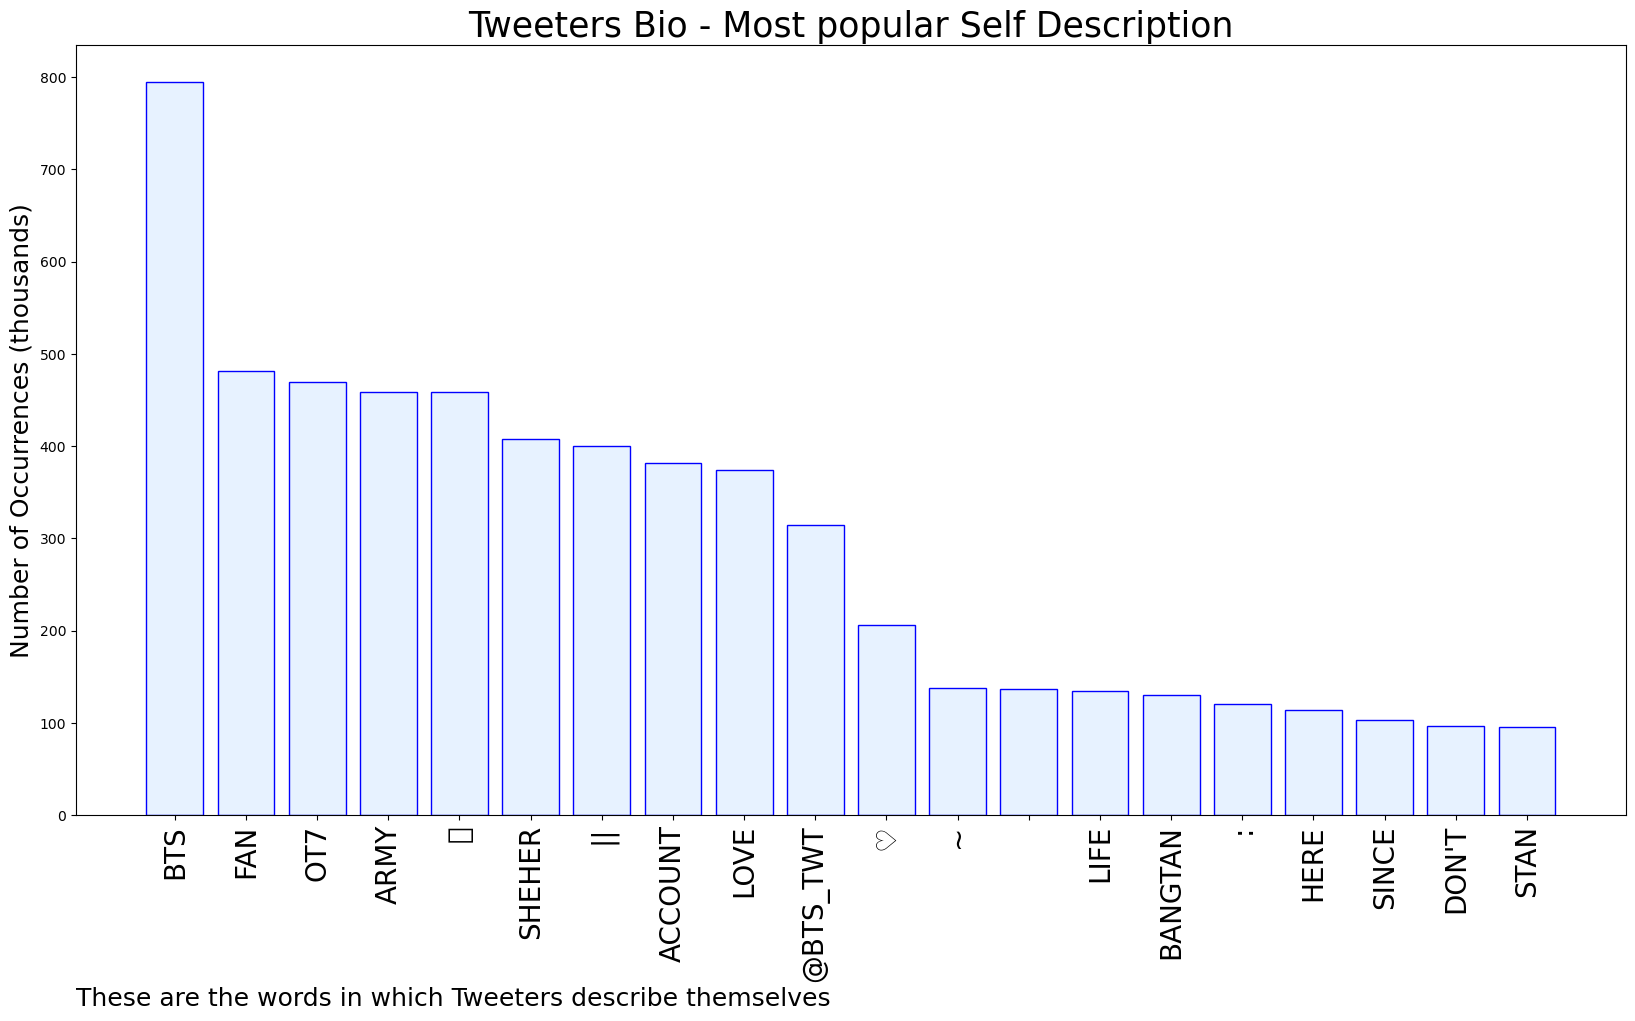 Tweeters Bio - Most popular Self Description
Number of Occurrences (thousands)
800
700
600
500
400
300
200
100
0
BTS
FAN
OT7
ARMY
▯
SHEHER
||
ACCOUNT
LOVE
@BTS_TWT
♡
~
LIFE
BANGTAN
:
HERE
SINCE
DON'T
STAN
These are the words in which Tweeters describe themselves